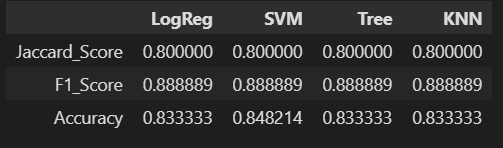 LogReg SVM Tree KNN
Jaccard_Score 0.800000 0.800000 0.800000 0.800000
F1_Score 0.888889 0.888889 0.888889 0.888889
Accuracy 0.833333 0.848214 0.833333 0.833333